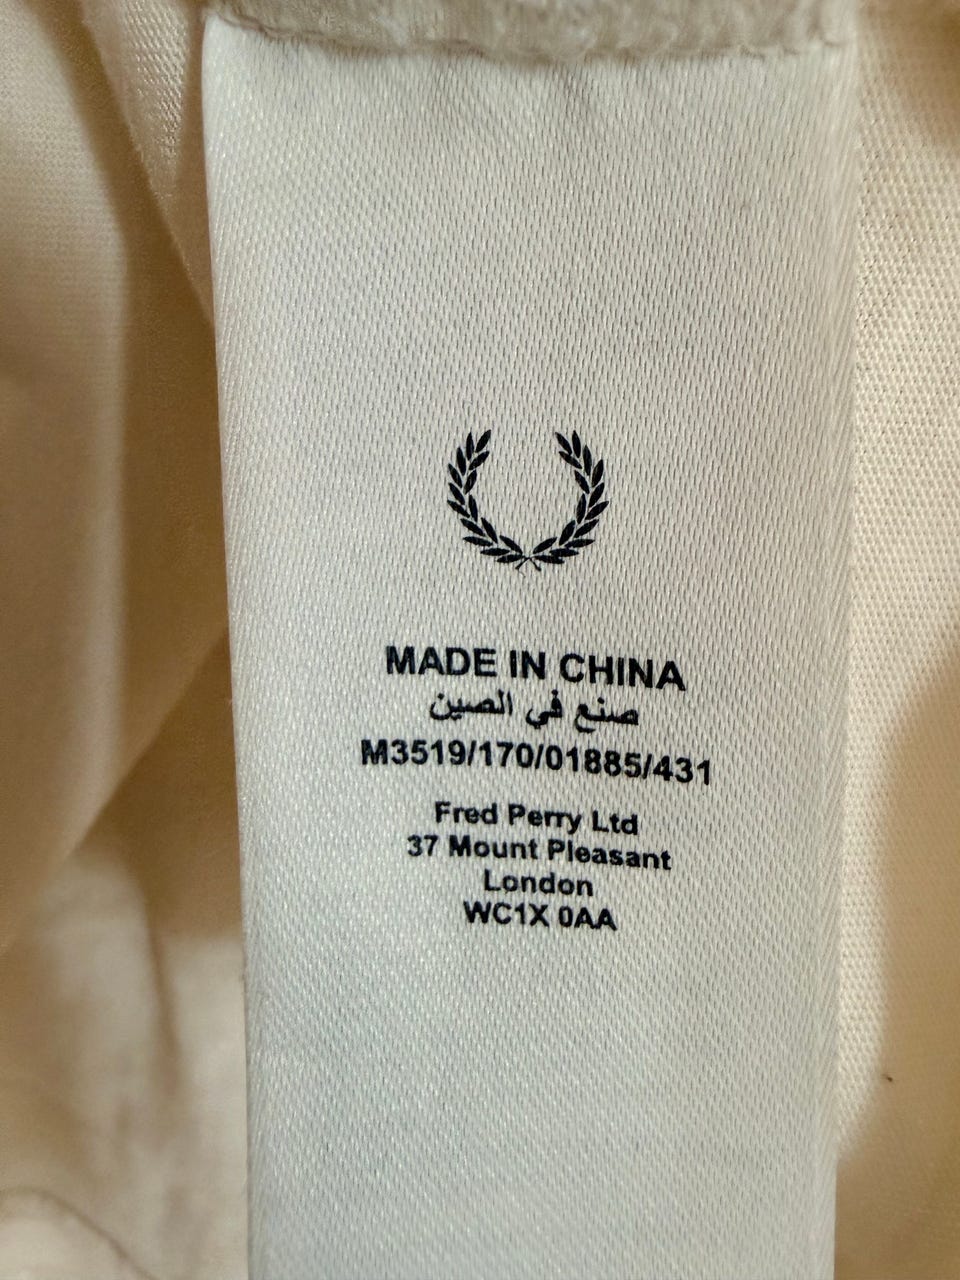 MADE IN CHINA
صنع في الصين
M3519/170/01885/431
Fred Perry Ltd
37 Mount Pleasant
London
WC1X 0AA